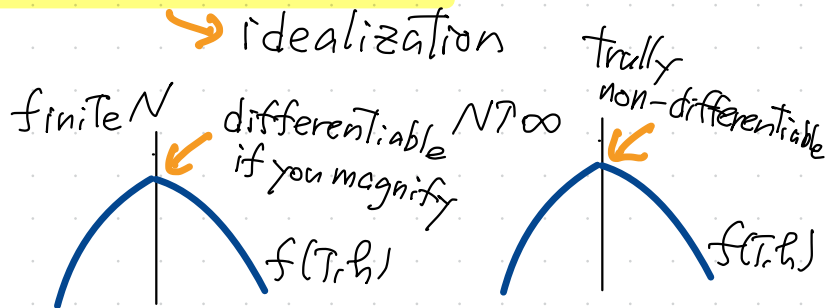 idealization
finite N
differentiable
if you magnify
f(T,h)
N↑∞
trully
non-differentiable
f(T,h)